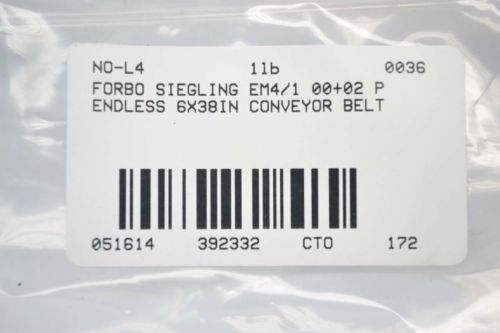 NO-L4 1lb 0036
FORBO SIEGLING EM4/1 00+02 P
ENDLESS 6X38IN CONVEYOR BELT
051614 392332 CTO 172